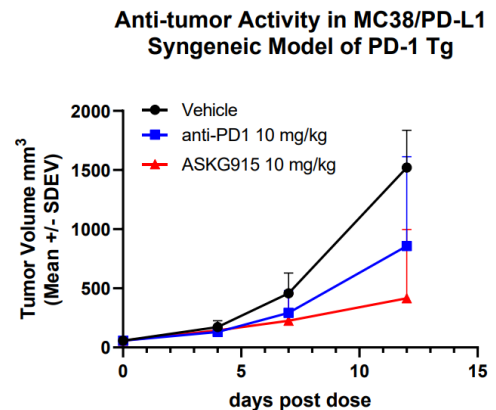 Anti-tumor Activity in MC38/PD-L1
Syngeneic Model of PD-1 Tg
Vehicle
anti-PD1 10 mg/kg
ASKG915 10 mg/kg
Tumor Volume mm³
(Mean +/- SDEV)
2000
1500
1000
500
0
0
5
10
15
days post dose